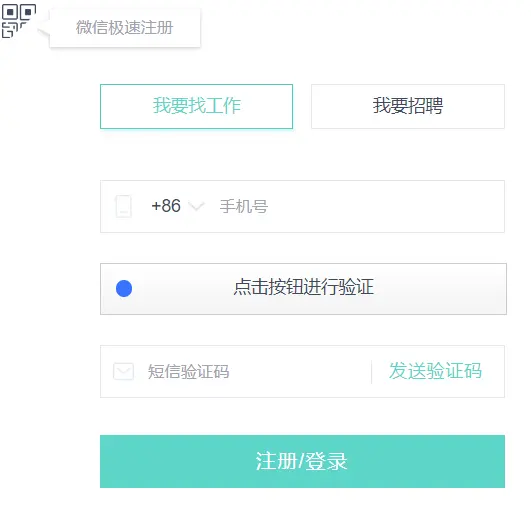 微信极速注册
我要找工作 我要招聘
+86 手机号
点击按钮进行验证
短信验证码 发送验证码
注册/登录